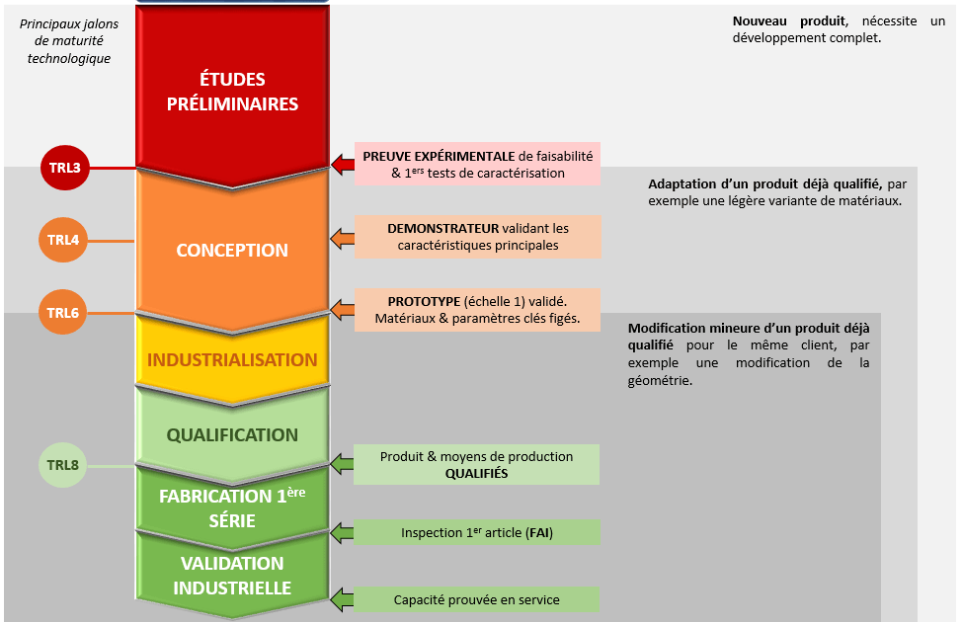 Principaux jalons
de maturité
technologique
Nouveau produit, nécessite un
développement complet.
ÉTUDES
PRÉLIMINAIRES
TRL3
PREUVE EXPÉRIMENTALE de faisabilité
& 1ers tests de caractérisation
Adaptation d'un produit déjà qualifié, par
exemple une légère variante de matériaux.
TRL4
CONCEPTION
DEMONSTRATEUR validant les
caractéristiques principales
TRL6
PROTOTYPE (échelle 1) validé.
Matériaux & paramètres clés figés.
Modification mineure d'un produit déjà
qualifié pour le même client, par
exemple une modification de la
géométrie.
INDUSTRIALISATION
QUALIFICATION
TRL8
Produit & moyens de production
QUALIFIÉS
FABRICATION 1ère
SÉRIE
Inspection 1er article (FAI)
VALIDATION
INDUSTRIELLE
Capacité prouvée en service